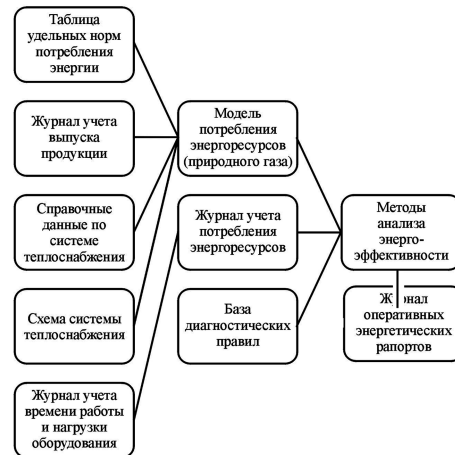 Таблица
удельных норм
потребления
энергии
Журнал учета
выпуска
продукции
Справочные
данные по
системе
теплоснабжения
Схема системы
теплоснабжения
Журнал учета
времени работы
и нагрузки
оборудования
Модель
потребления
энергоресурсов
(природного газа)
Журнал учета
потребления
энергоресурсов
База
диагностических
правил
Методы
анализа
энерго-
эффективности
Журнал
оперативных
энергетических
рапортов